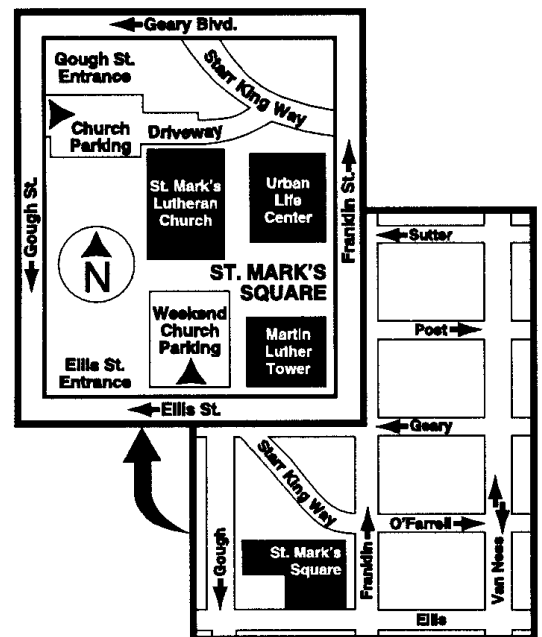 Geary Blvd.
Gough St.
Entrance
Starr King Way
Church
Parking
Driveway
St. Mark's
Lutheran
Church
Urban
Life
Center
Gough St.
Franklin St.
N
ST. MARK'S
SQUARE
Weekend
Church
Parking
Martin
Luther
Tower
Ellis St.
Entrance
Ellis St.
Sutter
Post
Geary
Starr King Way
O'Farrell
Gough
St. Mark's
Square
Franklin
Van Ness
Ellis